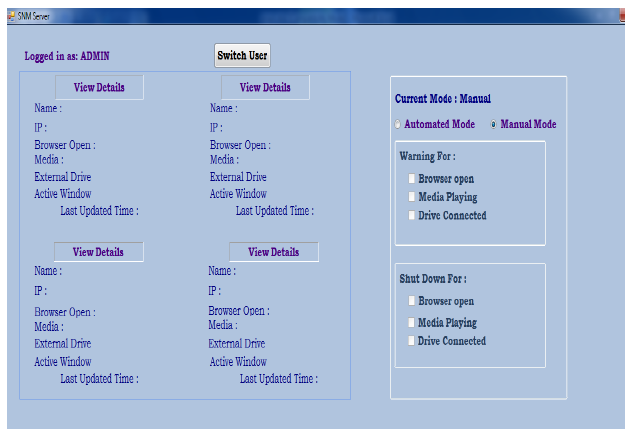 SNM Server
Logged in as: ADMIN
Switch User
View Details
Name :
IP :
Browser Open :
Media :
External Drive
Active Window
Last Updated Time :
View Details
Name :
IP :
Browser Open :
Media :
External Drive
Active Window
Last Updated Time :
View Details
Name :
IP :
Browser Open :
Media :
External Drive
Active Window
Last Updated Time :
View Details
Name :
IP :
Browser Open :
Media :
External Drive
Active Window
Last Updated Time :
Current Mode : Manual
Automated Mode Manual Mode
Warning For :
Browser open
Media Playing
Drive Connected
Shut Down For :
Browser open
Media Playing
Drive Connected